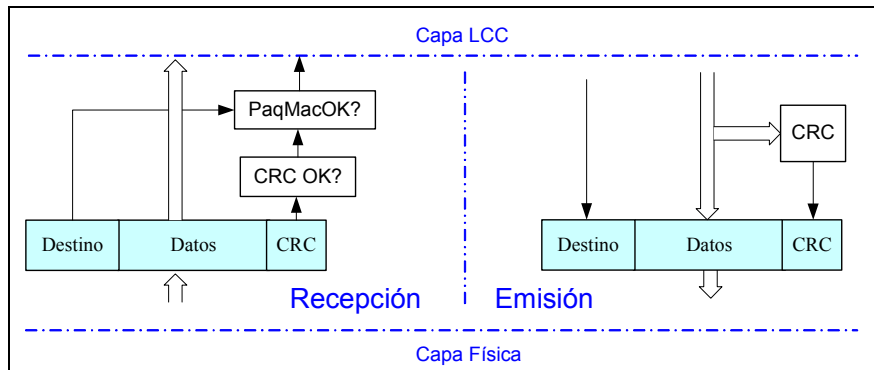 Capa LCC
PaqMacOK?
CRC OK?
CRC
Destino Datos CRC
Destino Datos CRC
Recepción Emisión
Capa Física